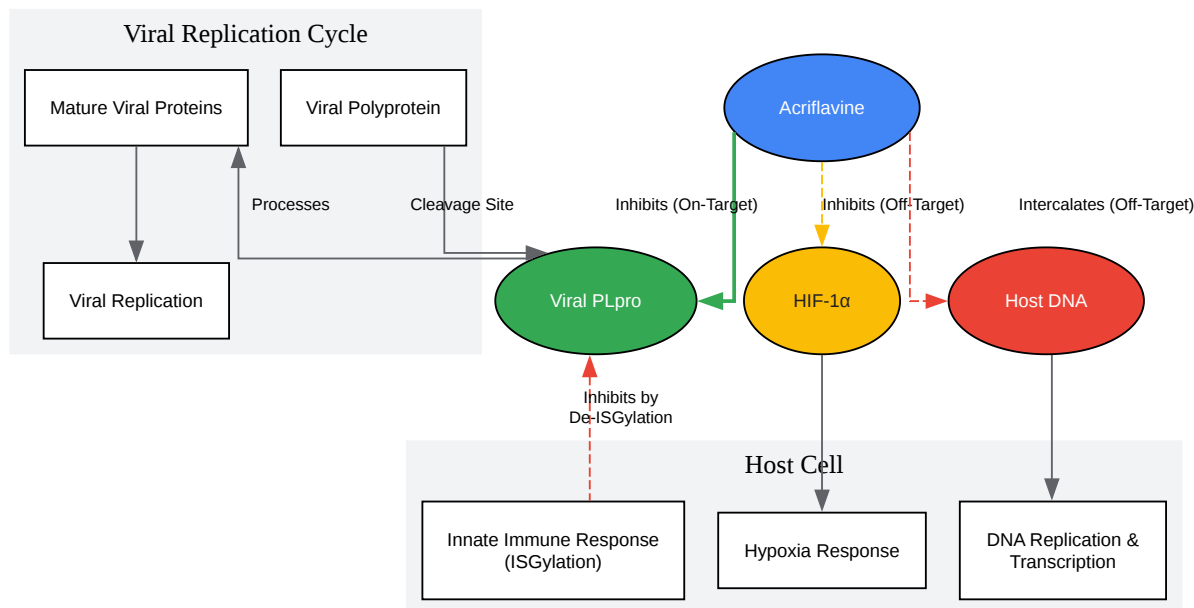 Viral Replication Cycle
Mature Viral Proteins
Viral Polyprotein
Acriflavine
Processes
Cleavage Site
Inhibits (On-Target)
Inhibits (Off-Target)
Intercalates (Off-Target)
Viral Replication
Viral PLpro
HIF-1α
Host DNA
Inhibits by
De-ISGylation
Host Cell
Innate Immune Response
(ISGylation)
Hypoxia Response
DNA Replication &
Transcription